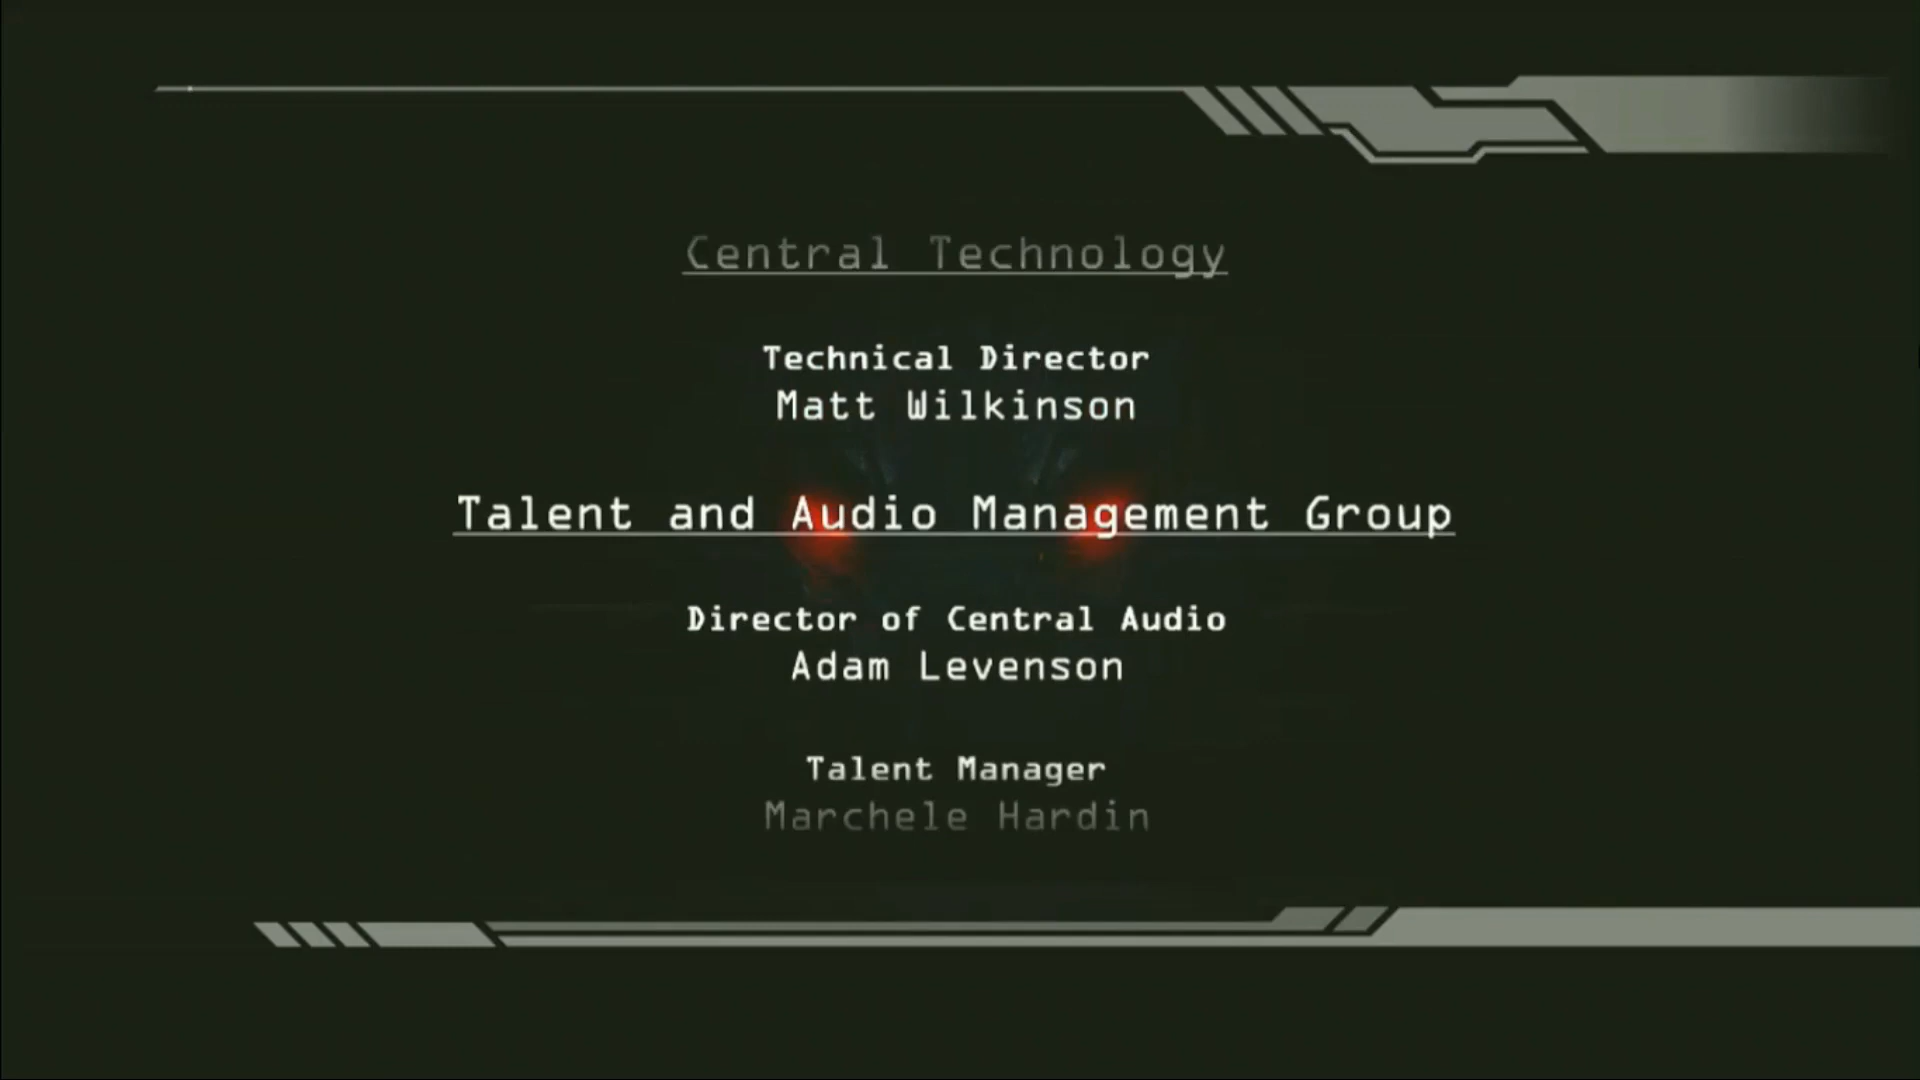 Central Technology
Technical Director
Matt Wilkinson
Talent and Audio Management Group
Director of Central Audio
Adam Levenson
Talent Manager
Marchele Hardin